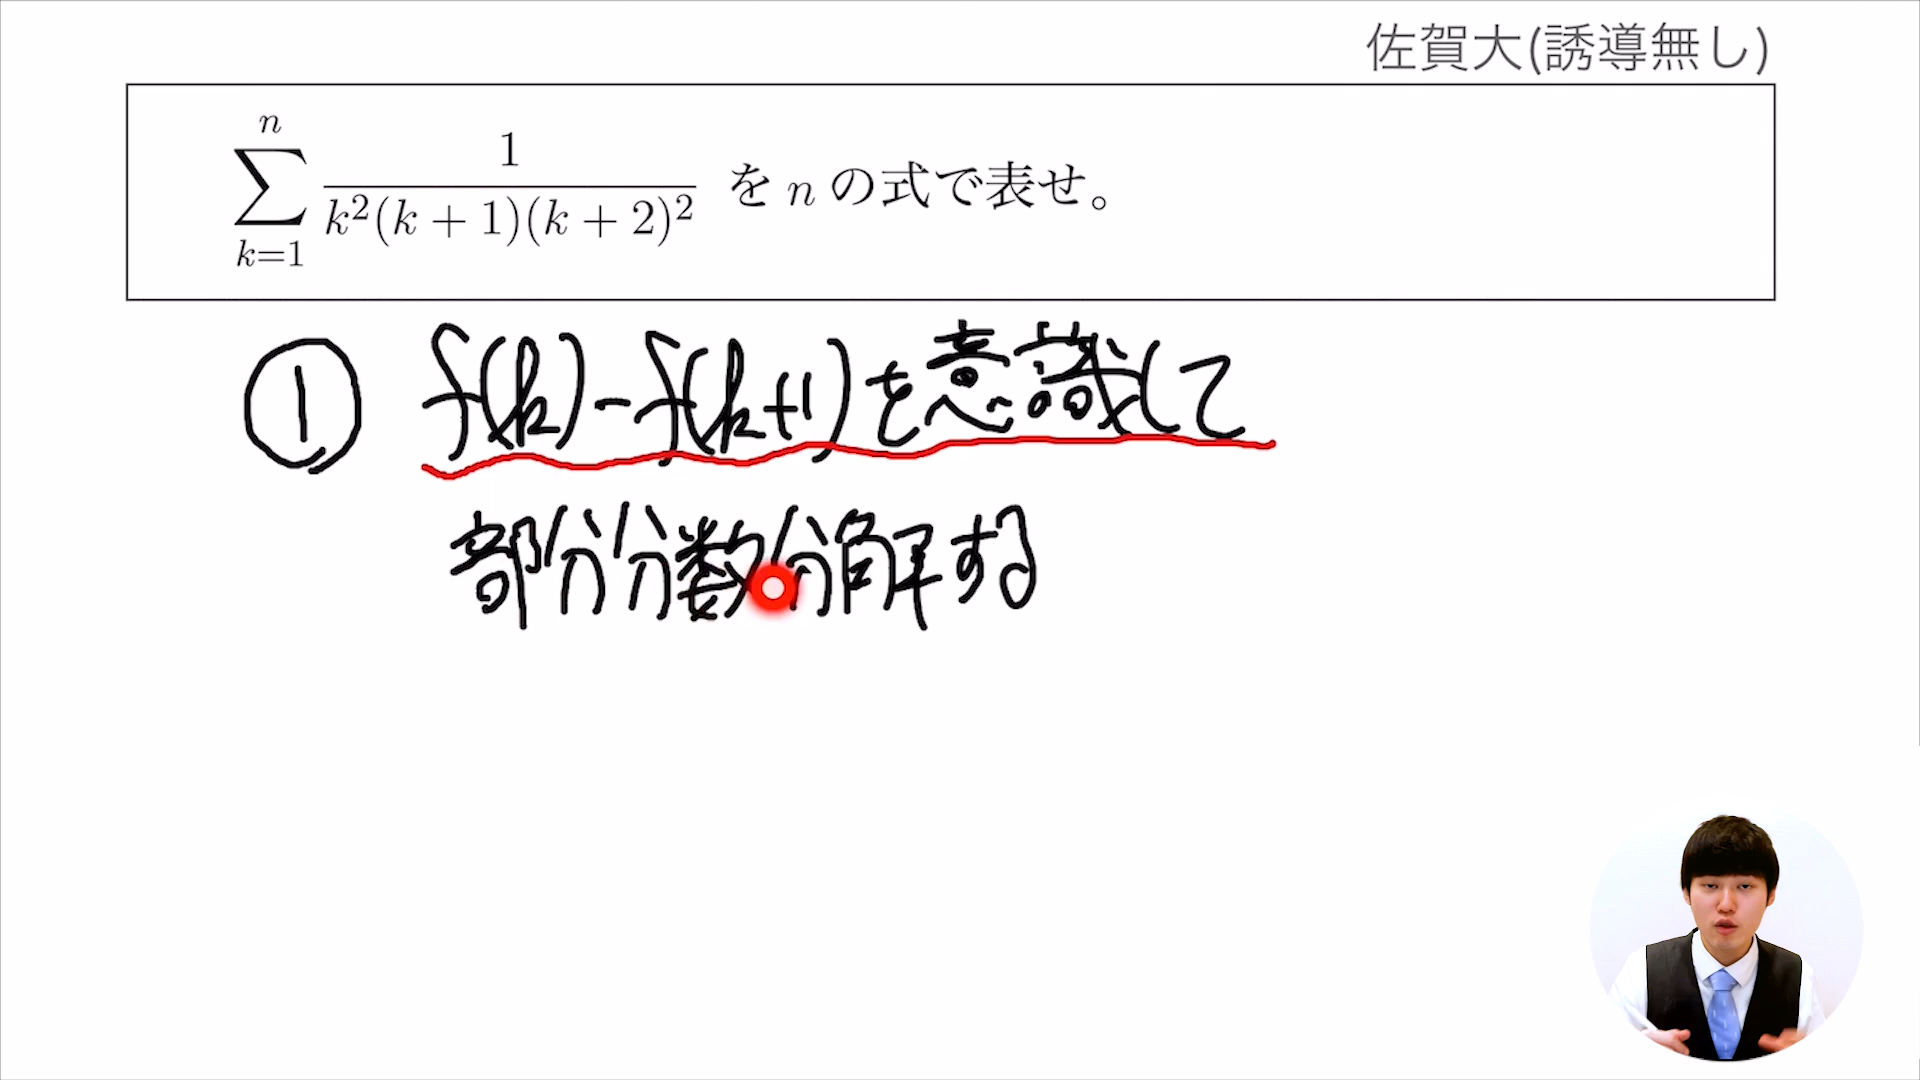 佐賀大(誘導無し)
\sum_{k=1}^{n} \frac{1}{k^2(k+1)(k+2)^2} を n の式で表せ。
① f(k)-f(k+1)を意識して
部分分数分解する